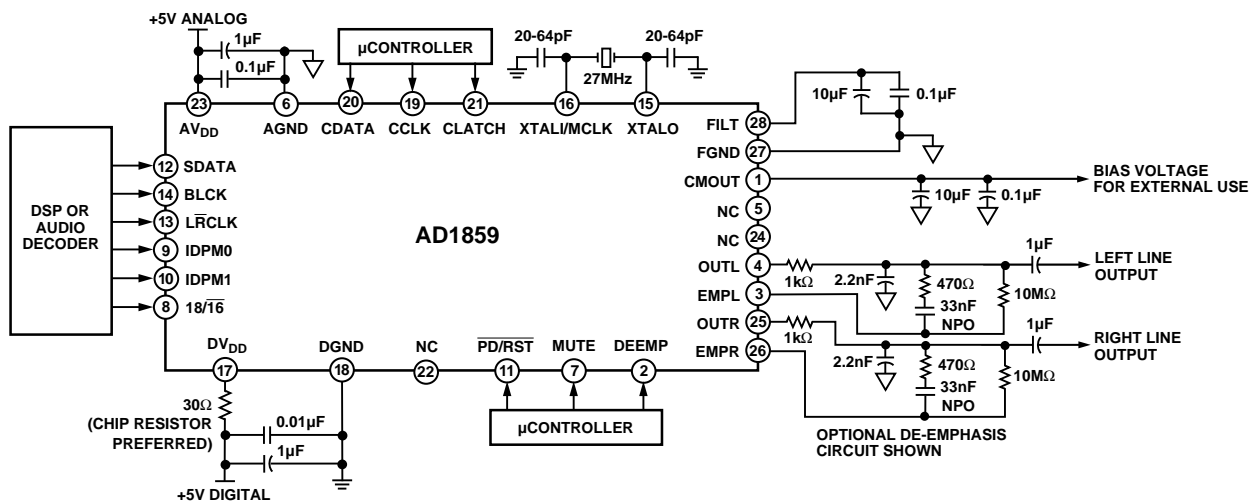 +5V ANALOG
1µF
0.1µF
µCONTROLLER
20-64pF
27MHz
20-64pF
23
6
20
19
21
16
15
AVDD
AGND
CDATA
CCLK
CLATCH
XTALI/MCLK
XTALO
DSP OR
AUDIO
DECODER
12 SDATA
14 BLCK
13 LR̅CLK
9 IDPM0
10 IDPM1
8 18/1̅6̅
AD1859
FILT 28
FGND 27
CMOUT 1
NC 5
NC 24
OUTL 4
EMPL 3
OUTR 25
EMPR 26
10µF
0.1µF
10µF
0.1µF
BIAS VOLTAGE
FOR EXTERNAL USE
1kΩ
2.2nF
470Ω
33nF
NPO
10MΩ
1µF
LEFT LINE
OUTPUT
1kΩ
2.2nF
470Ω
33nF
NPO
10MΩ
1µF
RIGHT LINE
OUTPUT
OPTIONAL DE-EMPHASIS
CIRCUIT SHOWN
DVDD
DGND
NC
P̅D̅/R̅S̅T̅
MUTE
DEEMP
17
18
22
11
7
2
µCONTROLLER
30Ω
(CHIP RESISTOR
PREFERRED)
0.01µF
1µF
+5V DIGITAL